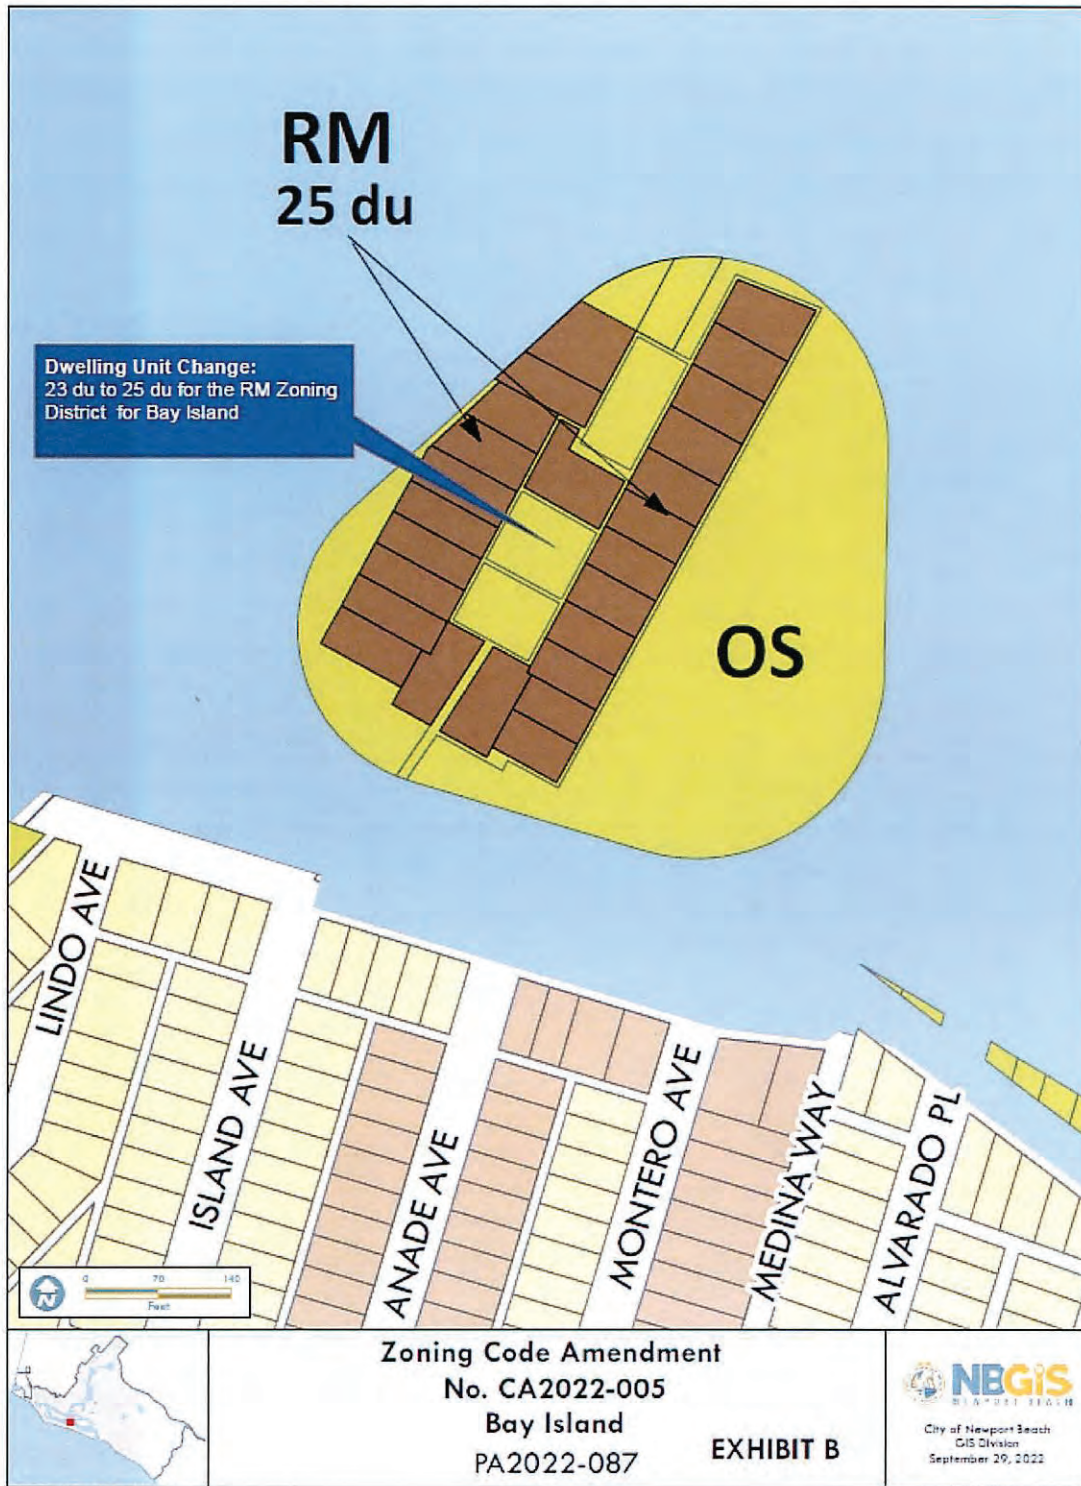 RM
25 du
Dwelling Unit Change:
23 du to 25 du for the RM Zoning
District for Bay Island
OS
LINDO AVE
ISLAND AVE
ANADE AVE
MONTERO AVE
MEDINA WAY
ALVARADO PL
N
0 70 140
Feet
Zoning Code Amendment
No. CA2022-005
Bay Island
PA2022-087
EXHIBIT B
NBGIS
NEWPORT BEACH
City of Newport Beach
GIS Division
September 29, 2022